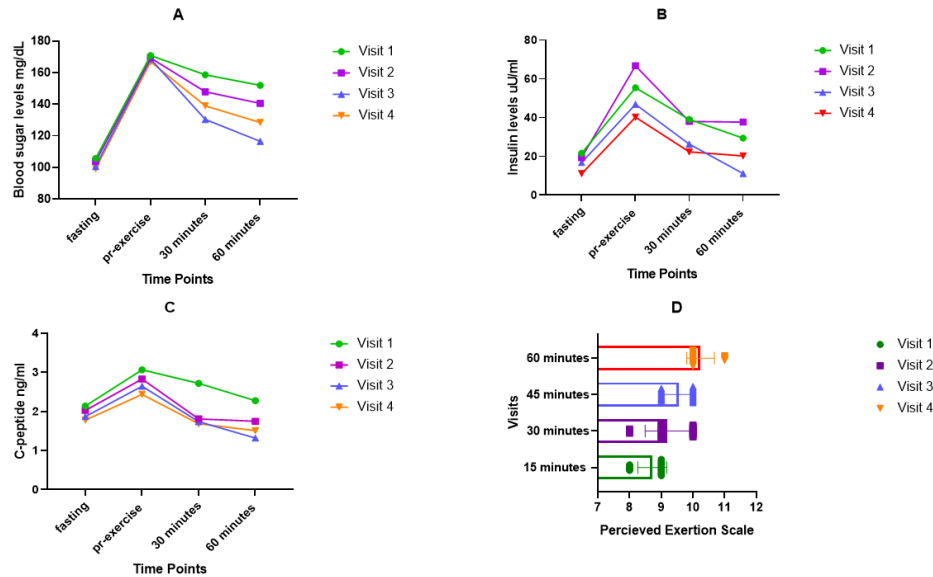 A
Blood sugar levels mg/dL
180
160
140
120
100
80
fasting
pr-exercise
30 minutes
60 minutes
Time Points
Visit 1
Visit 2
Visit 3
Visit 4
B
Insulin levels uU/ml
80
60
40
20
0
fasting
pr-exercise
30 minutes
60 minutes
Time Points
Visit 1
Visit 2
Visit 3
Visit 4
C
C-peptide ng/ml
4
3
2
1
0
fasting
pr-exercise
30 minutes
60 minutes
Time Points
Visit 1
Visit 2
Visit 3
Visit 4
D
Visits
60 minutes
45 minutes
30 minutes
15 minutes
7 8 9 10 11 12
Percieved Exertion Scale
Visit 1
Visit 2
Visit 3
Visit 4